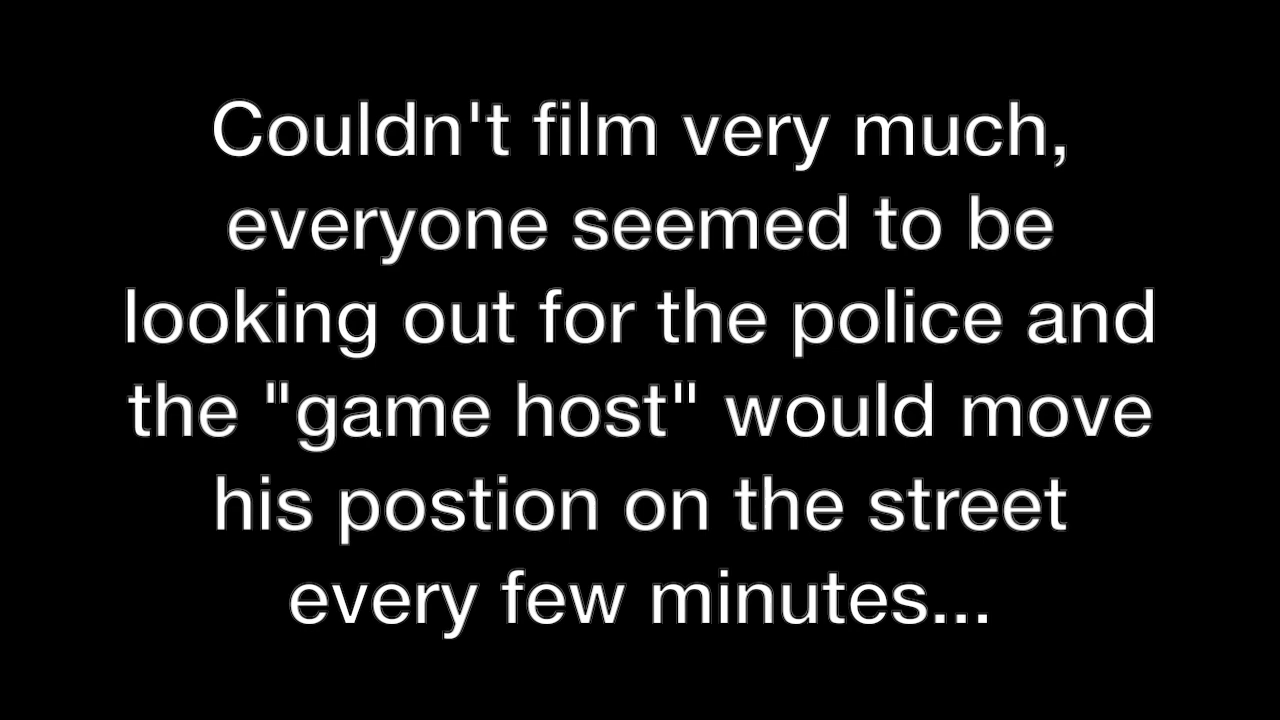 Couldn't film very much,
everyone seemed to be
looking out for the police and
the "game host" would move
his postion on the street
every few minutes...